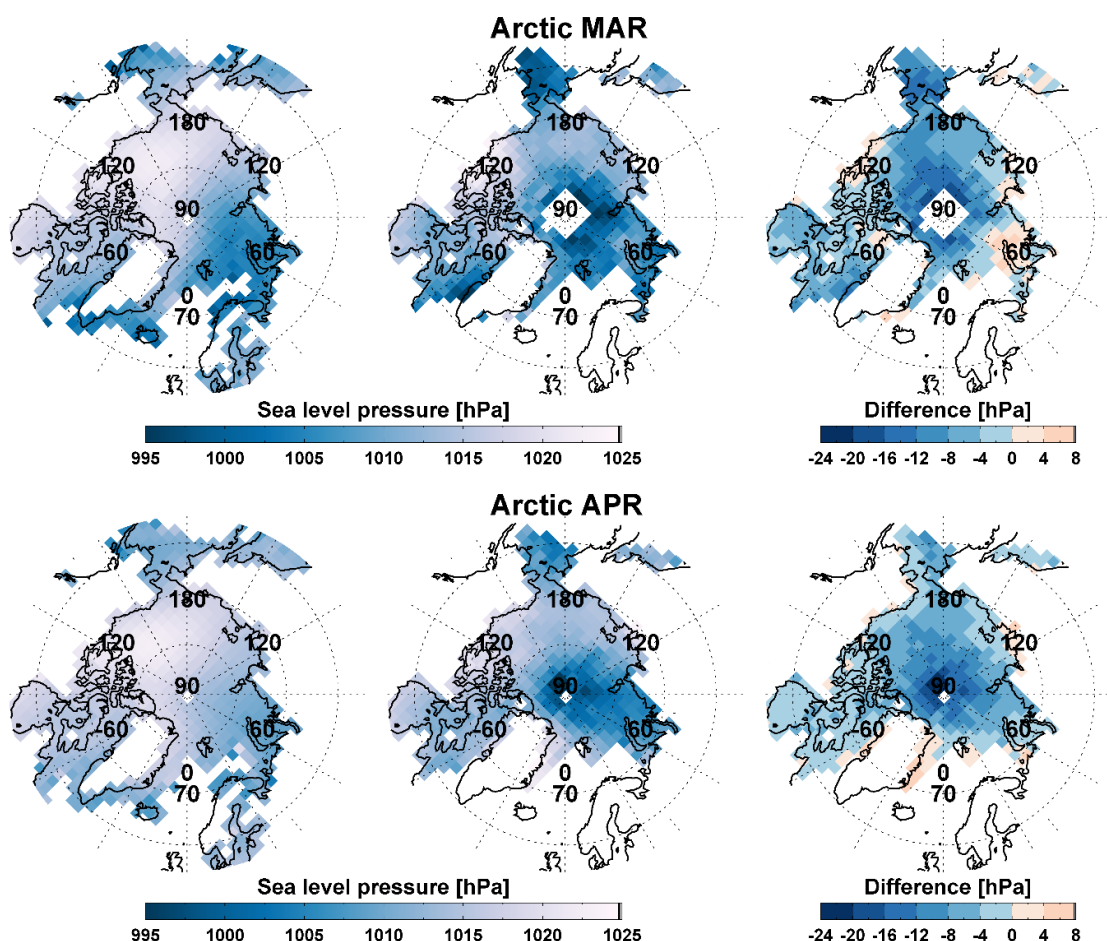 Arctic MAR
180 180 180
120 120 120 120 120 120
90 90 90
60 60 60 60 60 60
0 0 0
70 70 70
Sea level pressure [hPa] Difference [hPa]
995 1000 1005 1010 1015 1020 1025 -24 -20 -16 -12 -8 -4 0 4 8
Arctic APR
180 180 180
120 120 120 120 120 120
90 90 90
60 60 60 60 60 60
0 0 0
70 70 70
Sea level pressure [hPa] Difference [hPa]
995 1000 1005 1010 1015 1020 1025 -24 -20 -16 -12 -8 -4 0 4 8